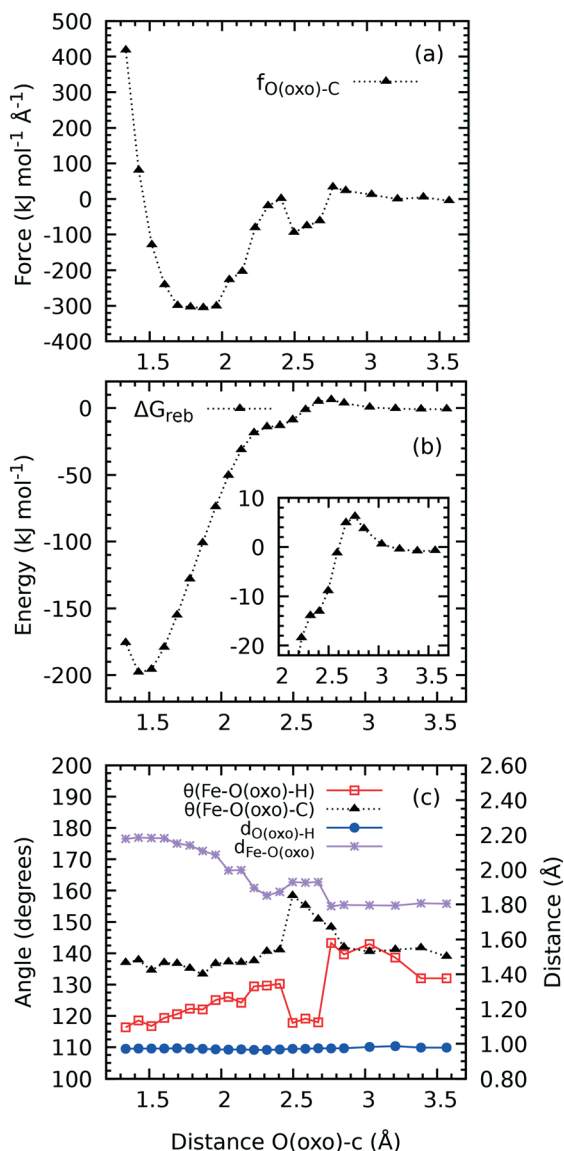 500
400
300
200
100
0
-100
-200
-300
-400
Force (kJ mol-1 Å-1)
(a)
fO(oxo)-C
1.5 2 2.5 3 3.5
0
-50
-100
-150
-200
Energy (kJ mol-1)
ΔGreb
(b)
10
0
-10
-20
2 2.5 3 3.5
1.5 2 2.5 3 3.5
200
190
180
170
160
150
140
130
120
110
100
Angle (degrees)
θ(Fe-O(oxo)-H)
θ(Fe-O(oxo)-C)
dO(oxo)-H
dFe-O(oxo)
(c)
2.60
2.40
2.20
2.00
1.80
1.60
1.40
1.20
1.00
0.80
Distance (Å)
1.5 2 2.5 3 3.5
Distance O(oxo)-c (Å)